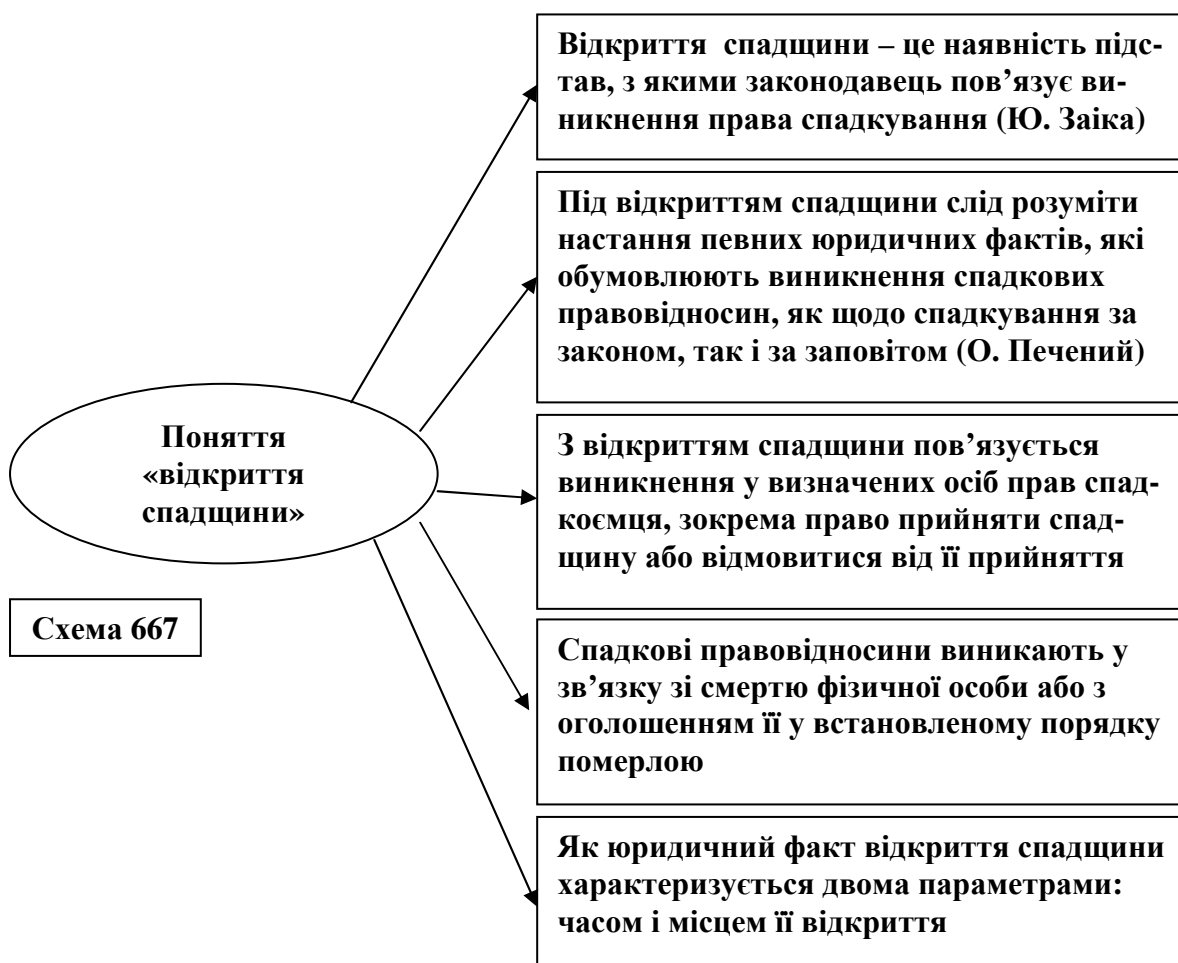 Відкриття спадщини – це наявність підс-
тав, з якими законодавець пов’язує ви-
никнення права спадкування (Ю. Заіка)
Під відкриттям спадщини слід розуміти
настання певних юридичних фактів, які
обумовлюють виникнення спадкових
правовідносин, як щодо спадкування за
законом, так і за заповітом (О. Печений)
Поняття
«відкриття
спадщини»
З відкриттям спадщини пов’язується
виникнення у визначених осіб прав спад-
коємця, зокрема право прийняти спад-
щину або відмовитися від її прийняття
Схема 667
Спадкові правовідносини виникають у
зв’язку зі смертю фізичної особи або з
оголошенням її у встановленому порядку
померлою
Як юридичний факт відкриття спадщини
характеризується двома параметрами:
часом і місцем її відкриття